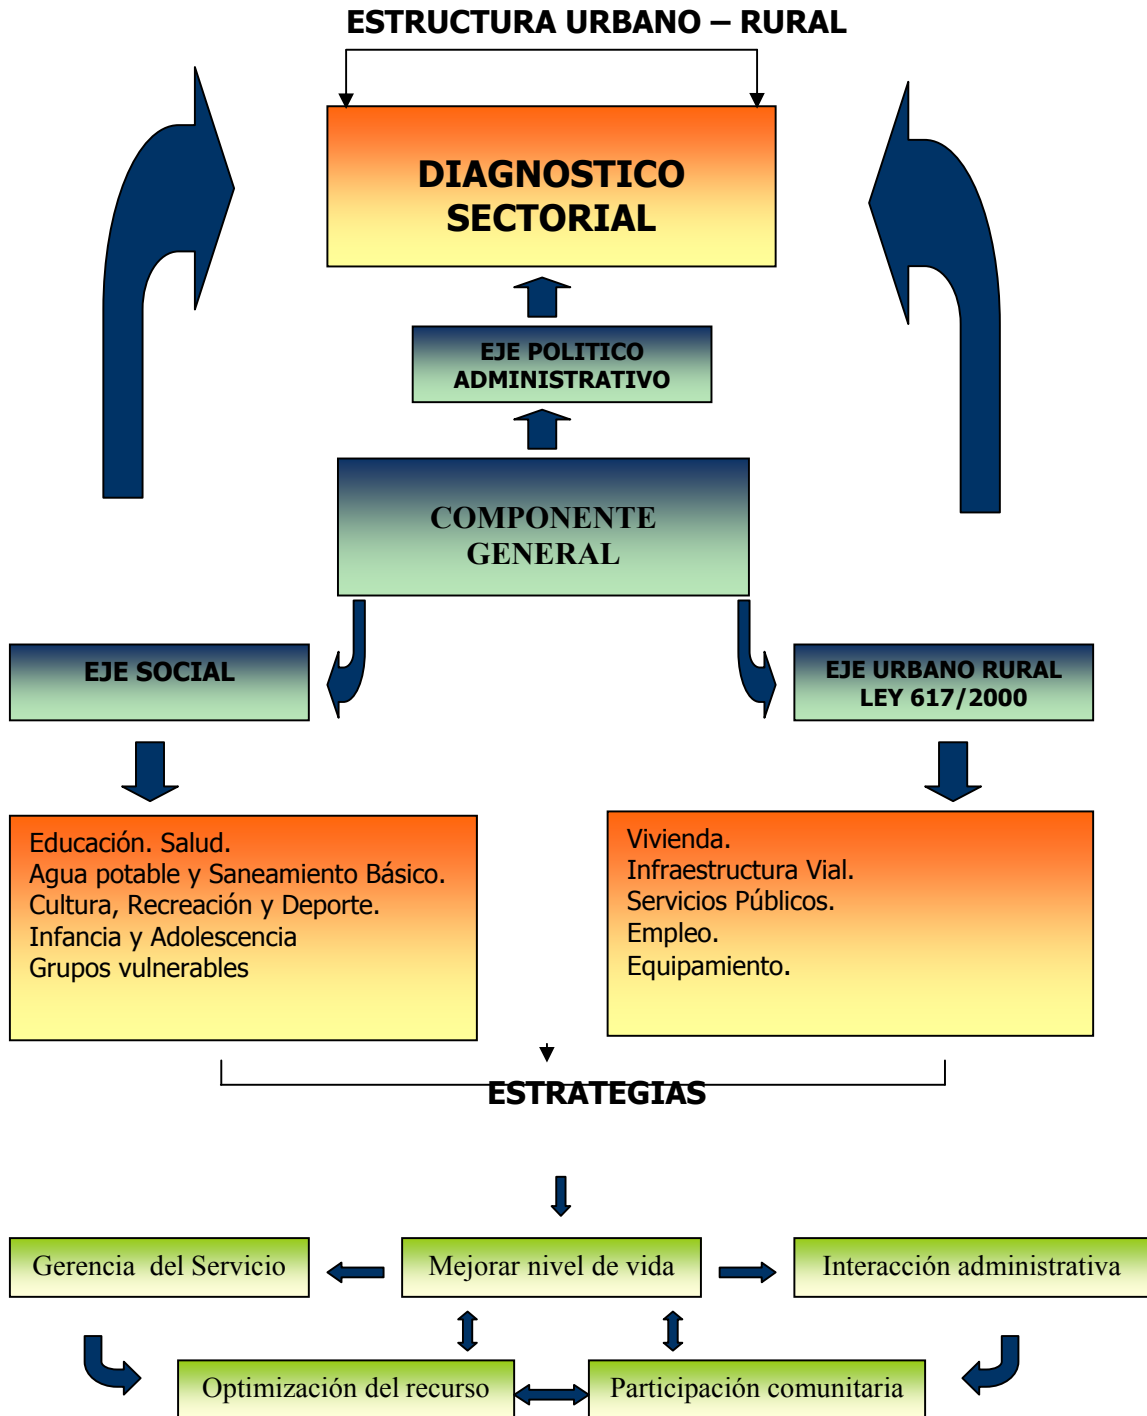 ESTRUCTURA URBANO – RURAL
DIAGNOSTICO
SECTORIAL
EJE POLITICO
ADMINISTRATIVO
COMPONENTE
GENERAL
EJE SOCIAL
EJE URBANO RURAL
LEY 617/2000
Educación. Salud.
Agua potable y Saneamiento Básico.
Cultura, Recreación y Deporte.
Infancia y Adolescencia
Grupos vulnerables
Vivienda.
Infraestructura Vial.
Servicios Públicos.
Empleo.
Equipamiento.
ESTRATEGIAS
Gerencia del Servicio
Mejorar nivel de vida
Interacción administrativa
Optimización del recurso
Participación comunitaria